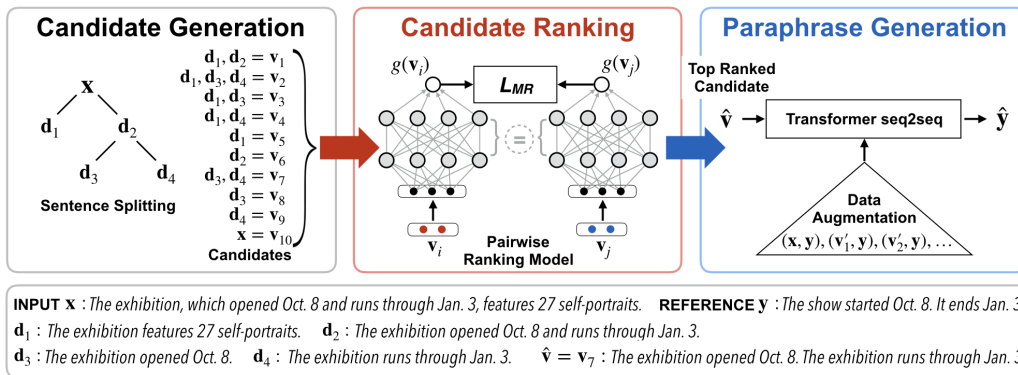 Candidate Generation
x
d₁
d₂
d₃
d₄
Sentence Splitting
d₁, d₂ = v₁
d₁, d₃, d₄ = v₂
d₁, d₃ = v₃
d₁, d₄ = v₄
d₁ = v₅
d₂ = v₆
d₃, d₄ = v₇
d₃ = v₈
d₄ = v₉
x = v₁₀
Candidates
Candidate Ranking
g(vᵢ)
L_MR
g(vⱼ)
=
vᵢ
Pairwise
Ranking Model
vⱼ
Paraphrase Generation
Top Ranked
Candidate
v̂
Transformer seq2seq
ŷ
Data
Augmentation
(x, y), (v′₁, y), (v′₂, y), …
INPUT x : The exhibition, which opened Oct. 8 and runs through Jan. 3, features 27 self-portraits. REFERENCE y : The show started Oct. 8. It ends Jan. 3
d₁ : The exhibition features 27 self-portraits. d₂ : The exhibition opened Oct. 8 and runs through Jan. 3.
d₃ : The exhibition opened Oct. 8. d₄ : The exhibition runs through Jan. 3. v̂ = v₇ : The exhibition opened Oct. 8. The exhibition runs through Jan. 3